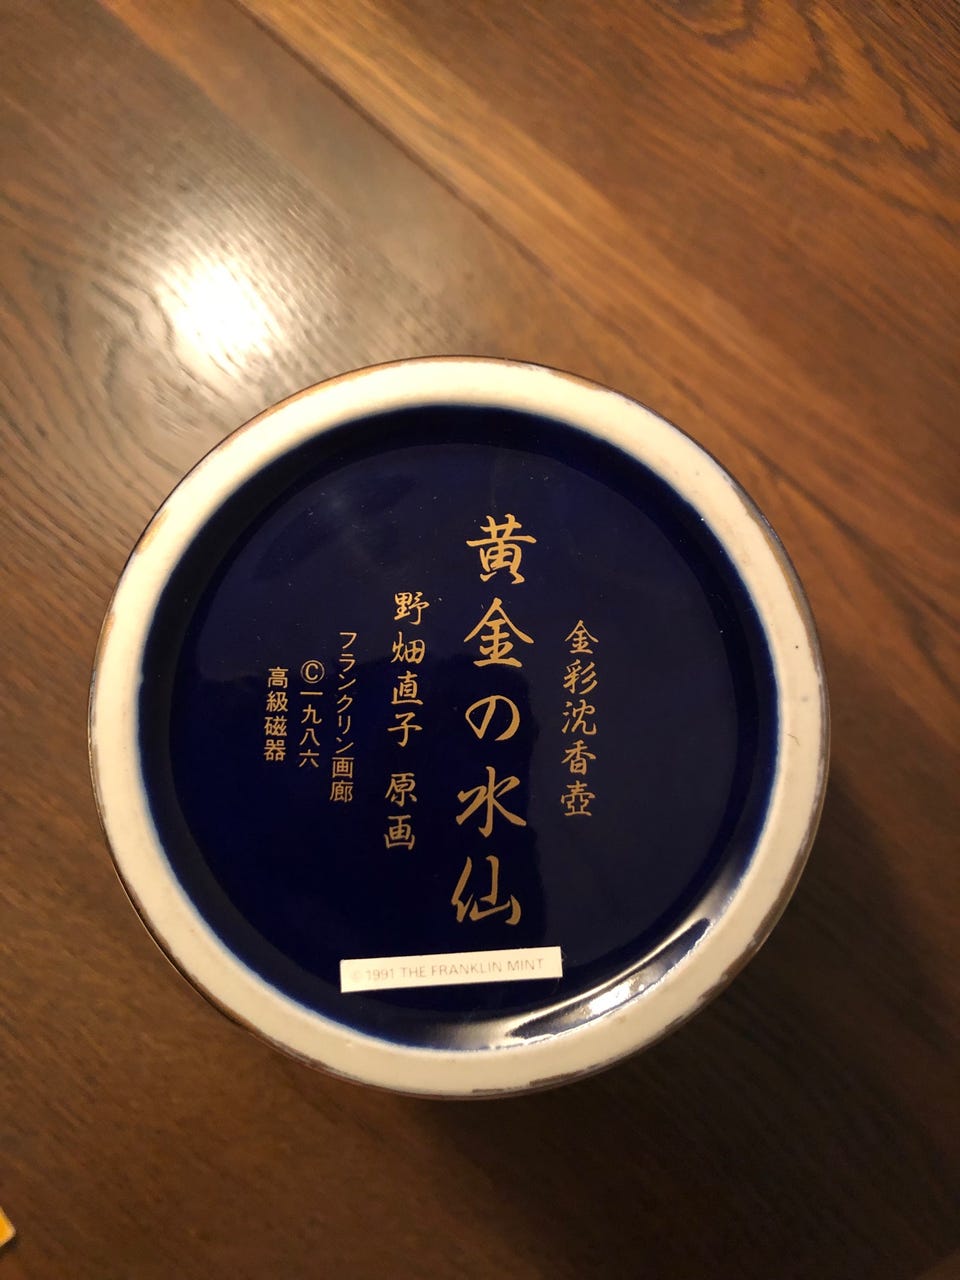 金彩沈香壺
黄金の水仙
野畑直子 原画
フランクリン画廊
©一九八六
高級磁器
© 1991 THE FRANKLIN MINT